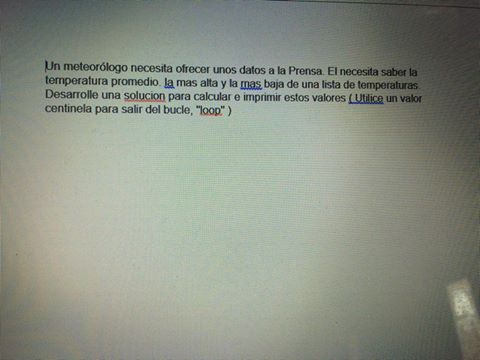 Un meteorólogo necesita ofrecer unos datos a la Prensa. El necesita saber la
temperatura promedio. la mas alta y la mas baja de una lista de temperaturas.
Desarrolle una solucion para calcular e imprimir estos valores ( Utilice un valor
centinela para salir del bucle, "loop" )